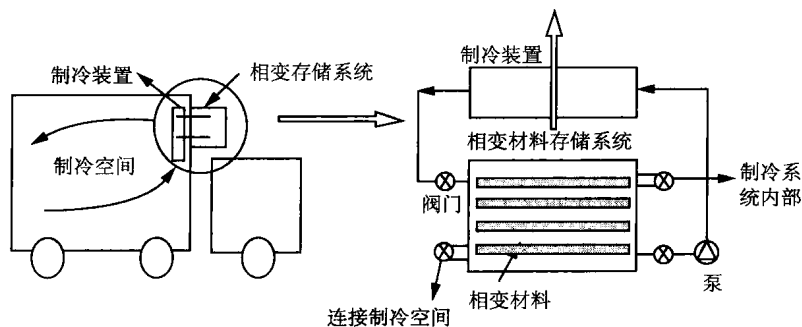 制冷装置
相变存储系统
制冷空间
制冷装置
相变材料存储系统
阀门
制冷系
统内部
泵
相变材料
连接制冷空间